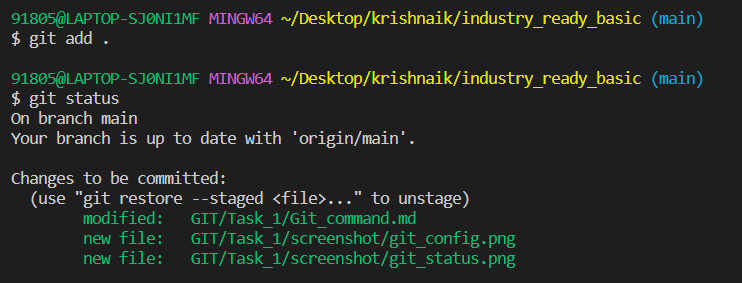 91805@LAPTOP-SJ0NI1MF MINGW64 ~/Desktop/krishnaik/industry_ready_basic (main)
$ git add .
91805@LAPTOP-SJ0NI1MF MINGW64 ~/Desktop/krishnaik/industry_ready_basic (main)
$ git status
On branch main
Your branch is up to date with 'origin/main'.
Changes to be committed:
  (use "git restore --staged <file>..." to unstage)
        modified:   GIT/Task_1/Git_command.md
        new file:   GIT/Task_1/screenshot/git_config.png
        new file:   GIT/Task_1/screenshot/git_status.png